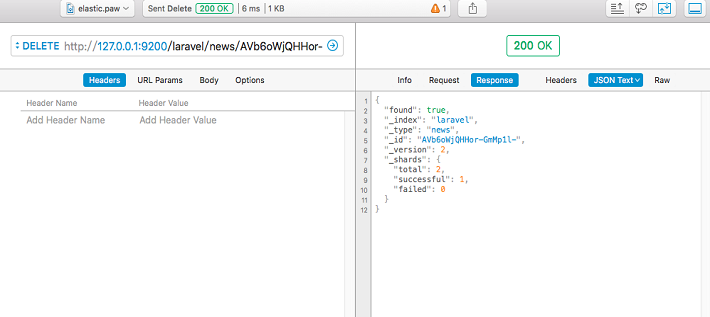 elastic.paw
Sent Delete 200 OK | 6 ms | 1 KB
1
DELETE http://127.0.0.1:9200/laravel/news/AVb6oWjQHHor-
200 OK
Headers URL Params Body Options
Info Request Response Headers JSON Text Raw
Header Name Header Value
Add Header Name Add Header Value
1 {
2 "found": true,
3 "_index": "laravel",
4 "_type": "news",
5 "_id": "AVb6oWjQHHor-GmMp1l-",
6 "_version": 2,
7 "_shards": {
8 "total": 2,
9 "successful": 1,
10 "failed": 0
11 }
12 }